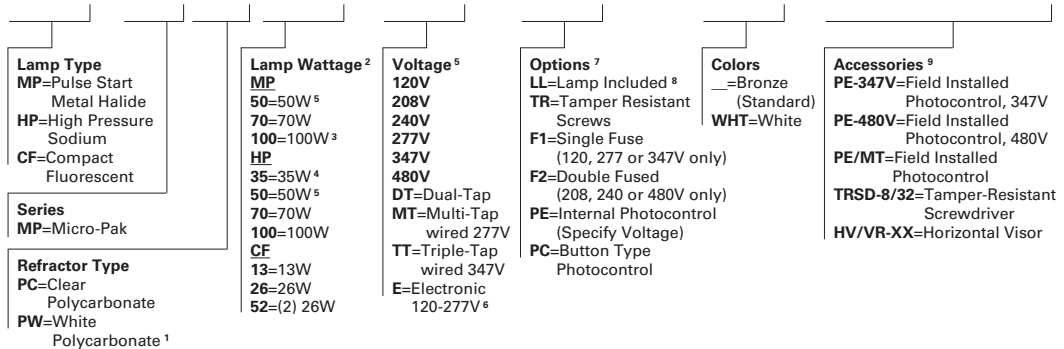 Lamp Type
MP=Pulse Start
Metal Halide
HP=High Pressure
Sodium
CF=Compact
Fluorescent
Series
MP=Micro-Pak
Refractor Type
PC=Clear
Polycarbonate
PW=White
Polycarbonate ¹
Lamp Wattage ²
MP
50=50W ⁵
70=70W
100=100W ³
HP
35=35W ⁴
50=50W ⁵
70=70W
100=100W
CF
13=13W
26=26W
52=(2) 26W
Voltage ⁵
120V
208V
240V
277V
347V
480V
DT=Dual-Tap
MT=Multi-Tap
wired 277V
TT=Triple-Tap
wired 347V
E=Electronic
120-277V ⁶
Options ⁷
LL=Lamp Included ⁸
TR=Tamper Resistant
Screws
F1=Single Fuse
(120, 277 or 347V only)
F2=Double Fused
(208, 240 or 480V only)
PE=Internal Photocontrol
(Specify Voltage)
PC=Button Type
Photocontrol
Colors
__=Bronze
(Standard)
WHT=White
Accessories ⁹
PE-347V=Field Installed
Photocontrol, 347V
PE-480V=Field Installed
Photocontrol, 480V
PE/MT=Field Installed
Photocontrol
TRSD-8/32=Tamper-Resistant
Screwdriver
HV/VR-XX=Horizontal Visor